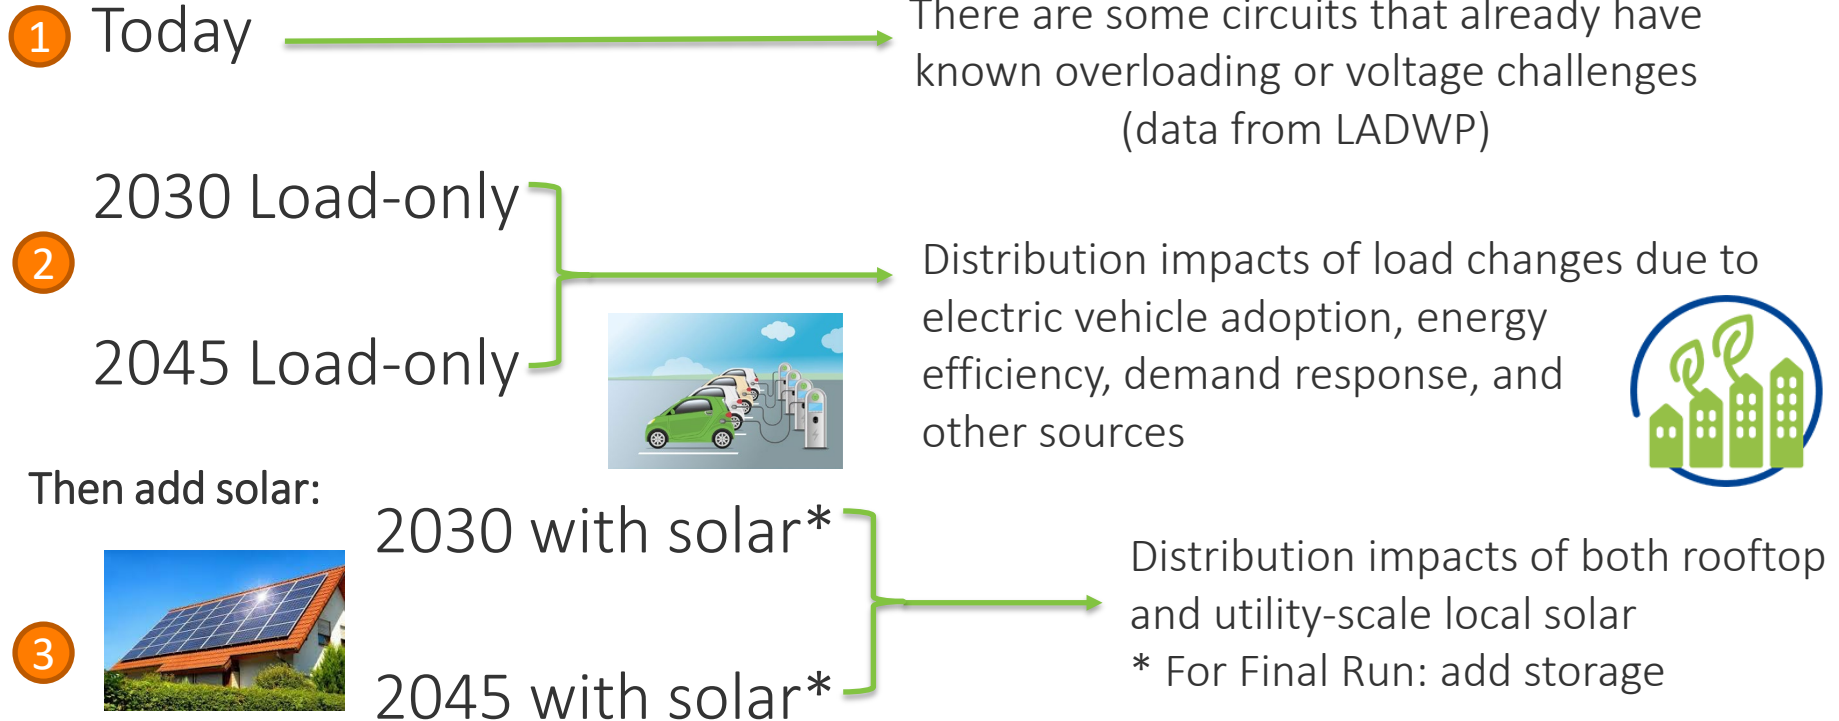 1 Today
There are some circuits that already have
known overloading or voltage challenges
(data from LADWP)
2030 Load-only
2
2045 Load-only
Distribution impacts of load changes due to
electric vehicle adoption, energy
efficiency, demand response, and
other sources
Then add solar:
3
2030 with solar*
2045 with solar*
Distribution impacts of both rooftop
and utility-scale local solar
* For Final Run: add storage